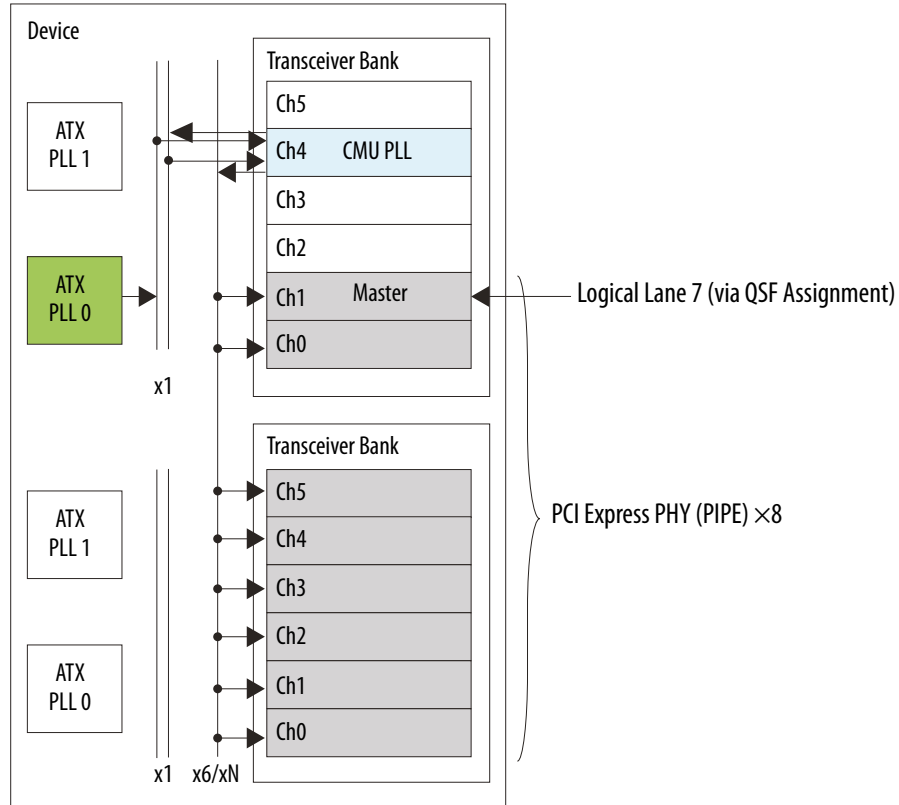 Device
Transceiver Bank
Ch5
ATX
PLL 1
Ch4 CMU PLL
Ch3
Ch2
ATX
PLL 0
Ch1 Master
Logical Lane 7 (via QSF Assignment)
Ch0
x1
Transceiver Bank
Ch5
ATX
PLL 1
Ch4
PCI Express PHY (PIPE) ×8
Ch3
Ch2
ATX
PLL 0
Ch1
Ch0
x1 x6/xN